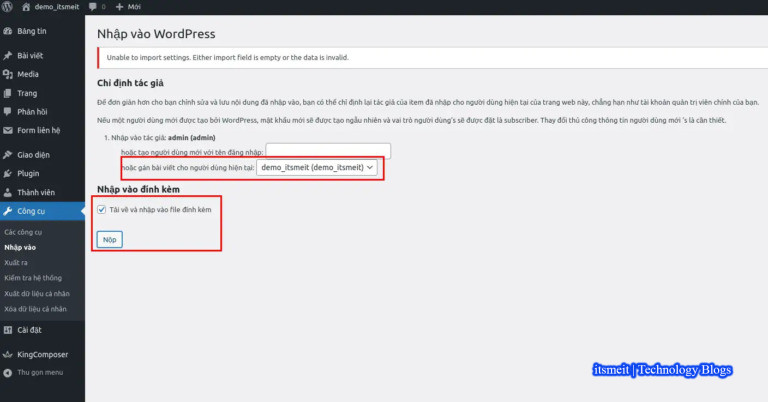 demo_itsmeit 0 + Mới
Bảng tin
Bài viết
Media
Trang
Phản hồi
Form liên hệ
Giao diện
Plugin
Thành viên
Công cụ
Các công cụ
Nhập vào
Xuất ra
Kiểm tra hệ thống
Xuất dữ liệu cá nhân
Xóa dữ liệu cá nhân
Cài đặt
KingComposer
Thu gọn menu
Nhập vào WordPress
Unable to import settings. Either import field is empty or the data is invalid.
Chỉ định tác giả
Để đơn giản hơn cho bạn chỉnh sửa và lưu nội dung đã nhập vào, bạn có thể chỉ định lại tác giả của item đã nhập cho người dùng hiện tại của trang web này, chẳng hạn như tài khoản quản trị viên chính của bạn.
Nếu một người dùng mới được tạo bởi WordPress, mật khẩu mới sẽ được tạo ngẫu nhiên và vai trò người dùng's sẽ được đặt là subscriber. Thay đổi thủ công thông tin người dùng mới 's là cần thiết.
1. Nhập vào tác giả: admin (admin)
hoặc tạo người dùng mới với tên đăng nhập:
hoặc gán bài viết cho người dùng hiện tại: demo_itsmeit (demo_itsmeit)
Nhập vào đính kèm
Tải về và nhập vào file đính kèm
Nộp
itsmeit | Technology Blogs